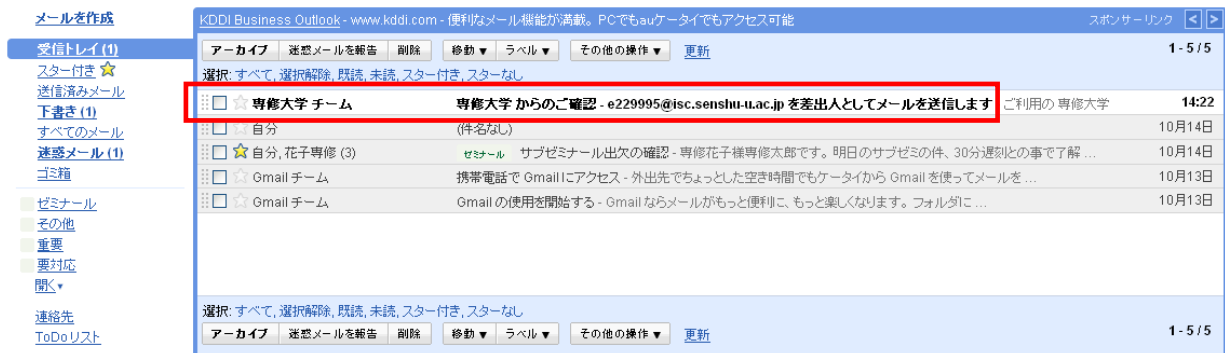 メールを作成
KDDI Business Outlook - www.kddi.com - 便利なメール機能が満載。PCでもauケータイでもアクセス可能 スポンサーリンク < >
受信トレイ (1)
スター付き
送信済みメール
下書き (1)
すべてのメール
迷惑メール (1)
ゴミ箱
ゼミナール
その他
重要
要対応
開く▼
連絡先
ToDoリスト
アーカイブ 迷惑メールを報告 削除 移動 ▼ ラベル ▼ その他の操作 ▼ 更新 1 - 5 / 5
選択: すべて, 選択解除, 既読, 未読, スター付き, スターなし
専修大学 チーム 専修大学 からのご確認 - e229995@isc.senshu-u.ac.jp を差出人としてメールを送信します ご利用の 専修大学 14:22
自分 (件名なし) 10月14日
自分, 花子専修 (3) ゼミナール サブゼミナール出欠の確認 - 専修花子様専修太郎です。明日のサブゼミの件、30分遅刻との事で了解 ... 10月14日
Gmail チーム 携帯電話で Gmail にアクセス - 外出先でちょっとした空き時間でもケータイから Gmail を使ってメールを ... 10月13日
Gmail チーム Gmail の使用を開始する - Gmail ならメールがもっと便利に、もっと楽しくなります。フォルダに ... 10月13日
選択: すべて, 選択解除, 既読, 未読, スター付き, スターなし
アーカイブ 迷惑メールを報告 削除 移動 ▼ ラベル ▼ その他の操作 ▼ 更新 1 - 5 / 5